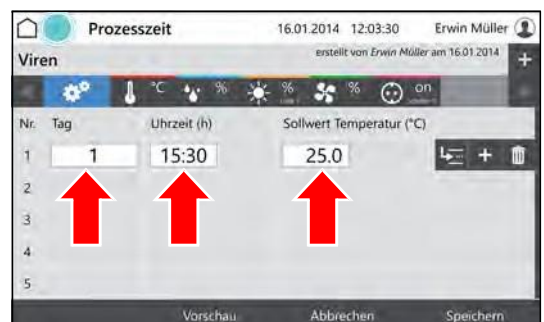 Prozesszeit 16.01.2014 12:03:30 Erwin Müller
Viren erstellt von Erwin Müller am 16.01.2014 +
°C % % % on
Nr. Tag Uhrzeit (h) Sollwert Temperatur (°C)
1 1 15:30 25.0 +
2
3
4
5
Vorschau Abbrechen Speichern